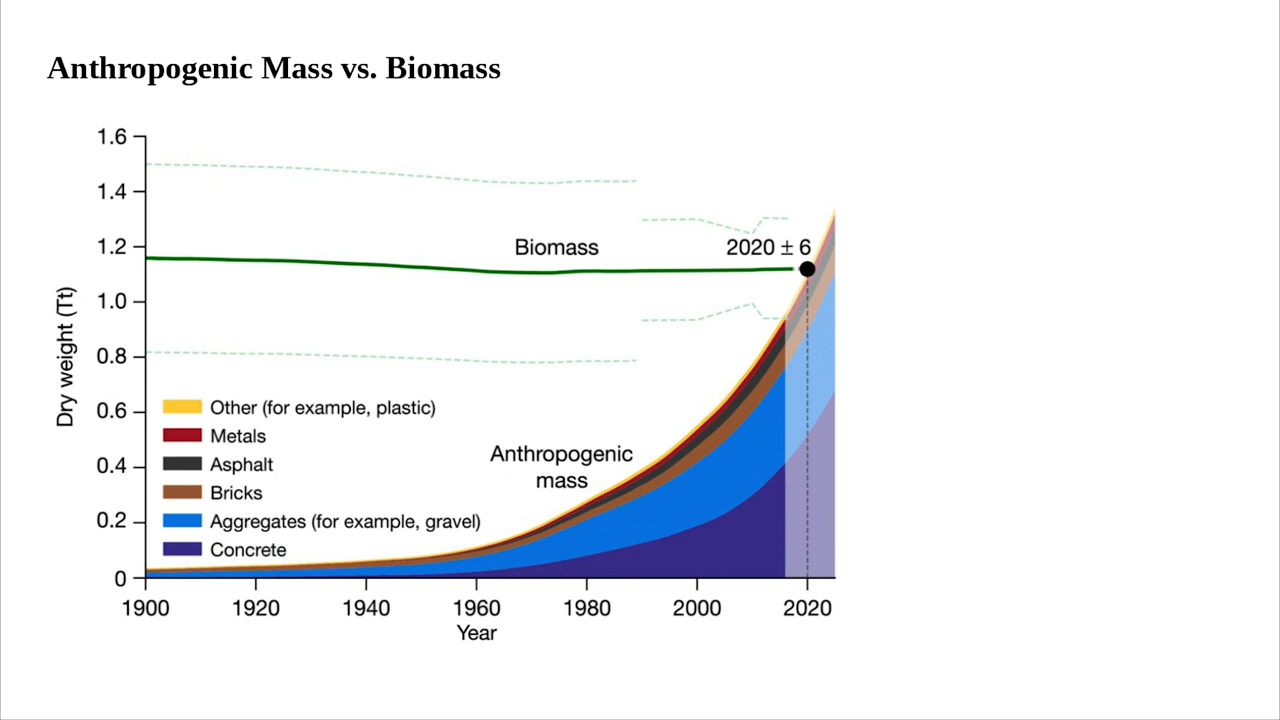 Anthropogenic Mass vs. Biomass
1.6
1.4
1.2
1.0
0.8
0.6
0.4
0.2
0
Dry weight (Tt)
Biomass
2020 ± 6
Anthropogenic
mass
Other (for example, plastic)
Metals
Asphalt
Bricks
Aggregates (for example, gravel)
Concrete
1900 1920 1940 1960 1980 2000 2020
Year